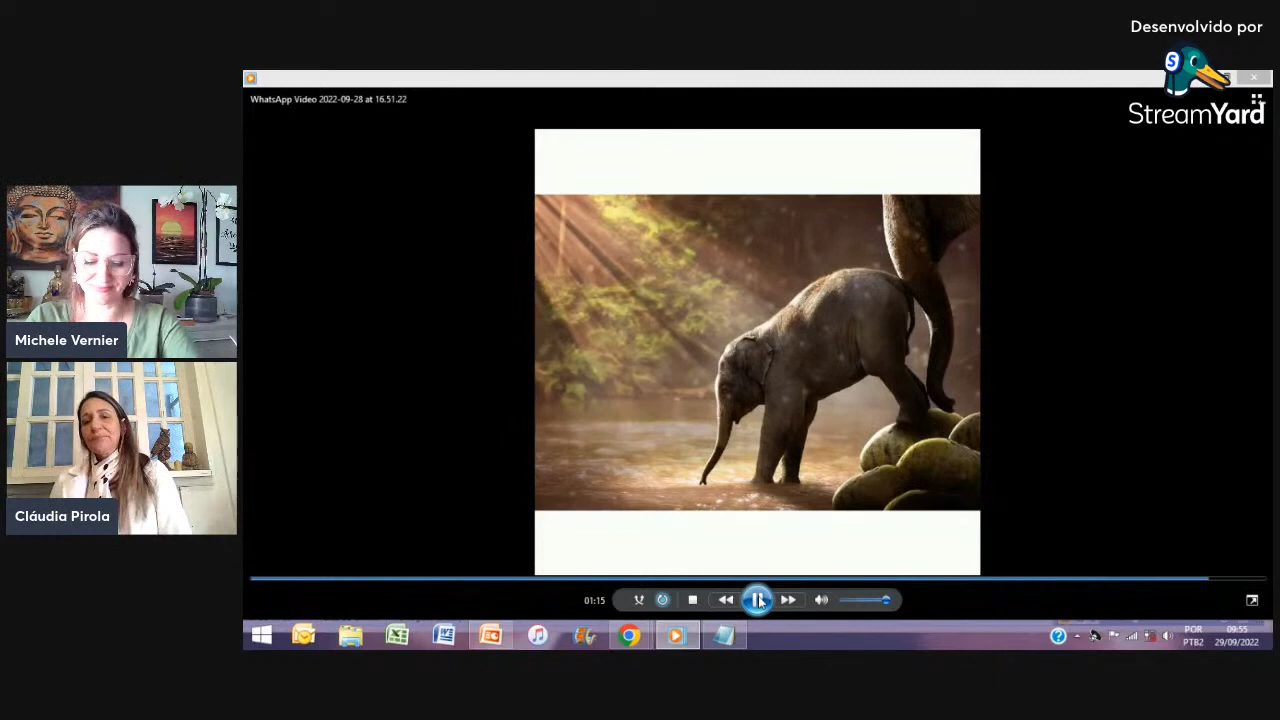 Desenvolvido por
S
StreamYard
WhatsApp Video 2022-09-28 at 16.51.22
Michele Vernier
Cláudia Pirola
01:15
POR
PTB2
09:55
29/09/2022